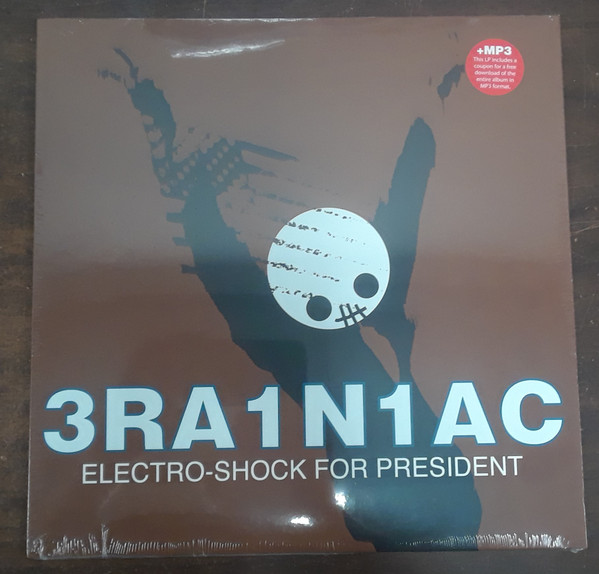 +MP3
This LP includes a
coupon for a free
download of the
entire album in
MP3 format.
3RA1N1AC
ELECTRO-SHOCK FOR PRESIDENT